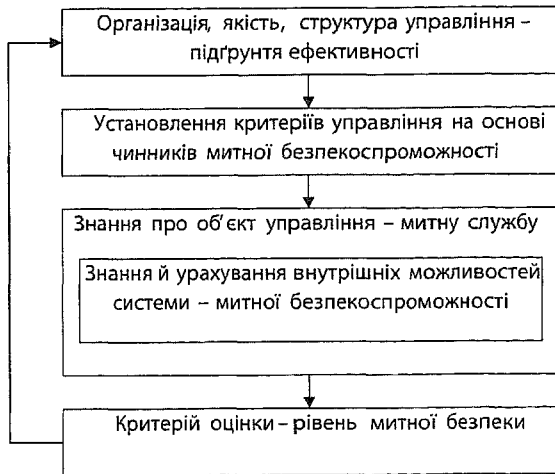 Організація, якість, структура управління –
підґрунтя ефективності
Установлення критеріїв управління на основі
чинників митної безпекоспроможності
Знання про об'єкт управління – митну службу
Знання й урахування внутрішніх можливостей
системи – митної безпекоспроможності
Критерій оцінки – рівень митної безпеки